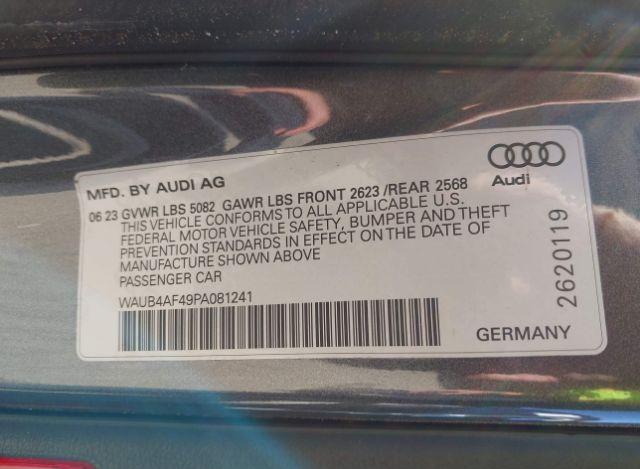 MFD. BY AUDI AG
06 23 GVWR LBS 5082 GAWR LBS FRONT 2623 /REAR 2568
THIS VEHICLE CONFORMS TO ALL APPLICABLE U.S.
FEDERAL MOTOR VEHICLE SAFETY, BUMPER AND THEFT
PREVENTION STANDARDS IN EFFECT ON THE DATE OF
MANUFACTURE SHOWN ABOVE
PASSENGER CAR
WAUB4AF49PA081241
Audi
2620119
GERMANY